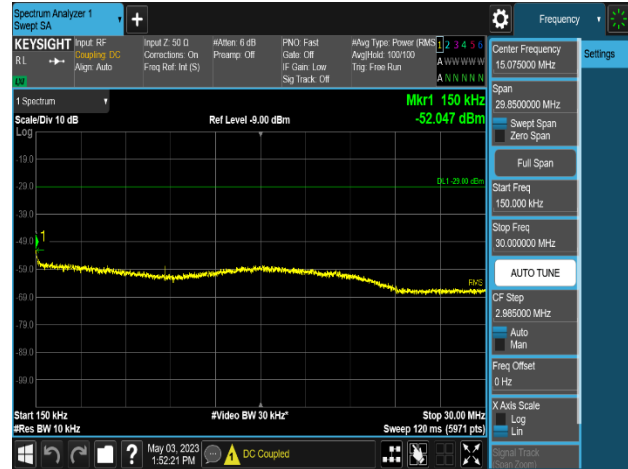 Spectrum Analyzer 1
Swept SA
+
Frequency
KEYSIGHT
RL
LW
Input: RF
Coupling: DC
Align: Auto
Input Z: 50 Ω
Corrections: On
Freq Ref: Int (S)
#Atten: 6 dB
Preamp: Off
PNO: Fast
Gate: Off
IF Gain: Low
Sig Track: Off
#Avg Type: Power (RMS
Avg|Hold: 100/100
Trig: Free Run
1 2 3 4 5 6
A W W W W W
A N N N N N
1 Spectrum
Scale/Div 10 dB
Ref Level -9.00 dBm
Mkr1 150 kHz
-52.047 dBm
Log
-19.0
-29.0
-39.0
-49.0
-59.0
-69.0
-79.0
-89.0
-99.0
DL1 -29.00 dBm
1
RMS
Start 150 kHz
#Res BW 10 kHz
#Video BW 30 kHz*
Stop 30.00 MHz
Sweep 120 ms (5971 pts)
?
May 03, 2023
1:52:21 PM
DC Coupled
Center Frequency
15.075000 MHz
Settings
Span
29.8500000 MHz
Swept Span
Zero Span
Full Span
Start Freq
150.000 kHz
Stop Freq
30.000000 MHz
AUTO TUNE
CF Step
2.985000 MHz
Auto
Man
Freq Offset
0 Hz
X Axis Scale
Log
Lin
Signal Track
(Span Zoom)